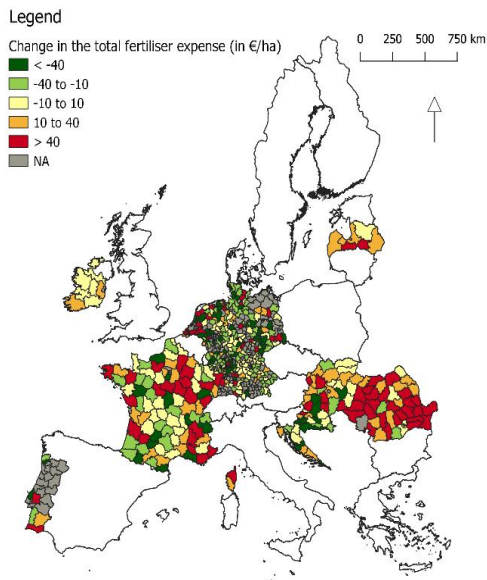 Legend
Change in the total fertiliser expense (in €/ha)
< -40
-40 to -10
-10 to 10
10 to 40
> 40
NA
0 250 500 750 km